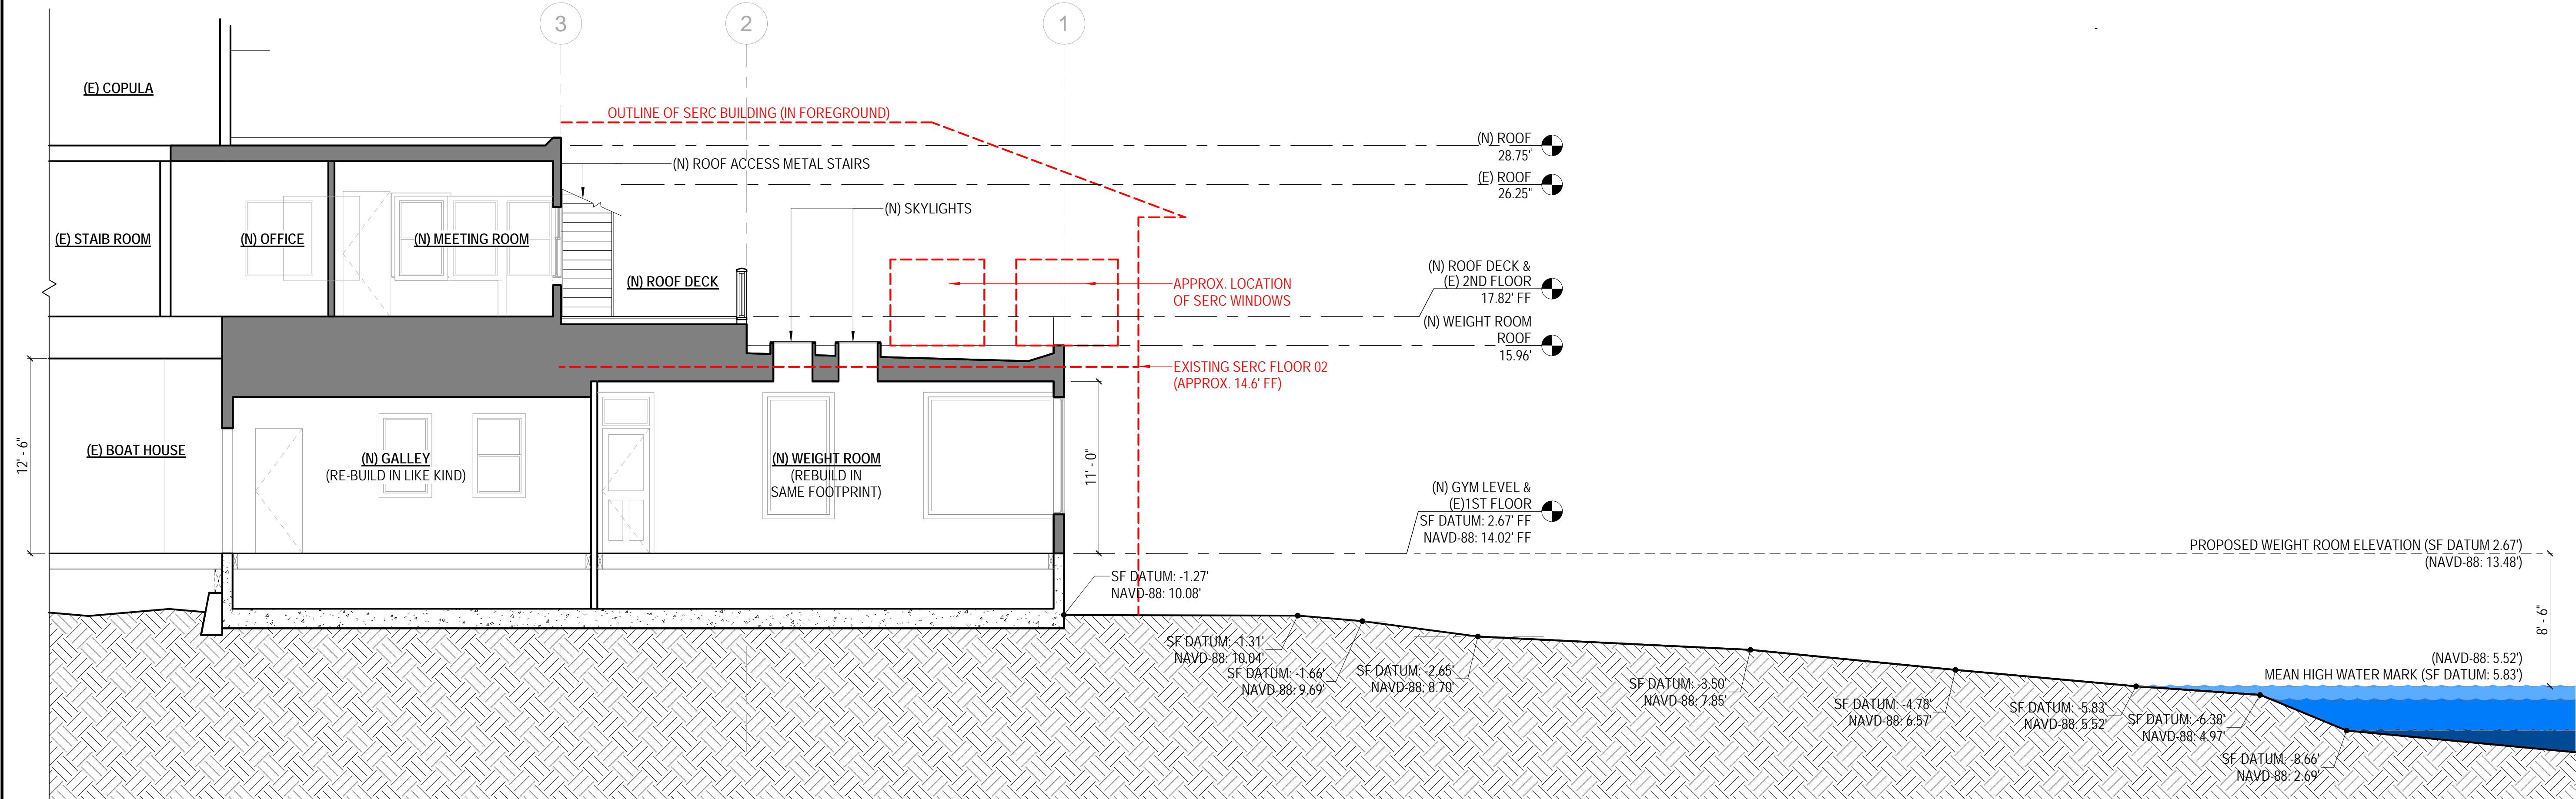 3
2
1
(E) COPULA
OUTLINE OF SERC BUILDING (IN FOREGROUND)
(N) ROOF
28.75'
(N) ROOF ACCESS METAL STAIRS
(E) ROOF
26.25"
(N) SKYLIGHTS
(E) STAIB ROOM
(N) OFFICE
(N) MEETING ROOM
(N) ROOF DECK
APPROX. LOCATION
OF SERC WINDOWS
(N) ROOF DECK &
(E) 2ND FLOOR
17.82' FF
(N) WEIGHT ROOM
ROOF
15.96'
EXISTING SERC FLOOR 02
(APPROX. 14.6' FF)
12' - 6"
(E) BOAT HOUSE
(N) GALLEY
(RE-BUILD IN LIKE KIND)
(N) WEIGHT ROOM
(REBUILD IN
SAME FOOTPRINT)
11' - 0"
(N) GYM LEVEL &
(E)1ST FLOOR
SF DATUM: 2.67' FF
NAVD-88: 14.02' FF
PROPOSED WEIGHT ROOM ELEVATION (SF DATUM 2.67')
(NAVD-88: 13.48')
SF DATUM: -1.27'
NAVD-88: 10.08'
8' - 6"
SF DATUM: -1.31'
NAVD-88: 10.04'
SF DATUM: -1.66'
NAVD-88: 9.69'
SF DATUM: -2.65'
NAVD-88: 8.70'
SF DATUM: -3.50'
NAVD-88: 7.85'
SF DATUM: -4.78'
NAVD-88: 6.57'
(NAVD-88: 5.52')
MEAN HIGH WATER MARK (SF DATUM: 5.83')
SF DATUM: -5.83'
NAVD-88: 5.52'
SF DATUM: -6.38'
NAVD-88: 4.97'
SF DATUM: -8.66'
NAVD-88: 2.69'